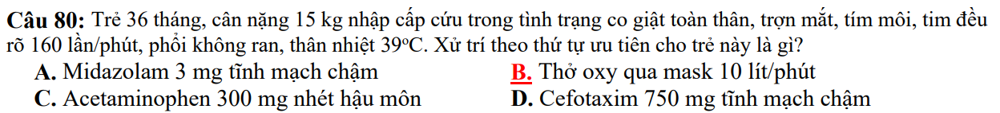 Câu 80: Trẻ 36 tháng, cân nặng 15 kg nhập cấp cứu trong tình trạng co giật toàn thân, trợn mắt, tím môi, tim đều
rõ 160 lần/phút, phổi không ran, thân nhiệt 39ºC. Xử trí theo thứ tự ưu tiên cho trẻ này là gì?
A. Midazolam 3 mg tĩnh mạch chậm B. Thở oxy qua mask 10 lít/phút
C. Acetaminophen 300 mg nhét hậu môn D. Cefotaxim 750 mg tĩnh mạch chậm